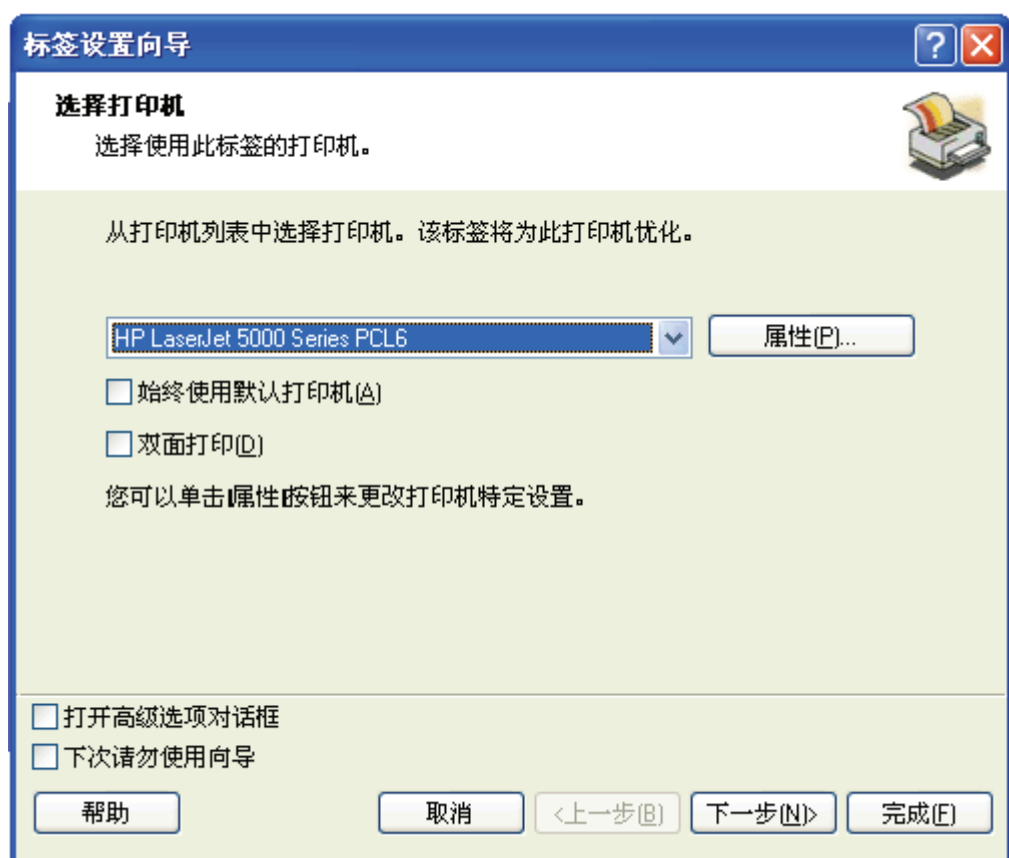 标签设置向导
选择打印机
选择使用此标签的打印机。
从打印机列表中选择打印机。该标签将为此打印机优化。
HP LaserJet 5000 Series PCL6
属性(P)...
始终使用默认打印机(A)
双面打印(D)
您可以单击[属性]按钮来更改打印机特定设置。
打开高级选项对话框
下次请勿使用向导
帮助 取消 <上一步(B) 下一步(N)> 完成(F)